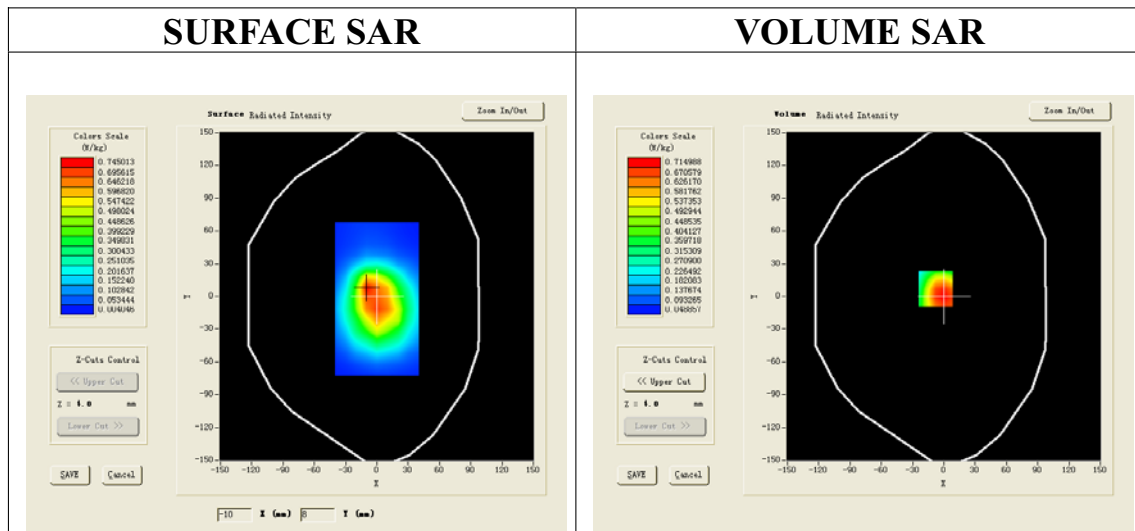 SURFACE SAR
VOLUME SAR
Surface Radiated Intensity
Zoom In/Out
Colors Scale
(W/kg)
0.745013
0.695615
0.646218
0.596820
0.547422
0.498024
0.448626
0.399229
0.349831
0.300433
0.251035
0.201637
0.152240
0.102842
0.053444
0.004046
150
120
90
60
30
0
-30
-60
-90
-120
-150
Y
-150 -120 -90 -60 -30 0 30 60 90 120 150
X
Z-Cuts Control
<< Upper Cut
Z = 4.0 mm
Lower Cut >>
SAVE Cancel
-10 X (mm) 8 Y (mm)
Volume Radiated Intensity
Zoom In/Out
Colors Scale
(W/kg)
0.714988
0.670579
0.626170
0.581762
0.537353
0.492944
0.448535
0.404127
0.359718
0.315309
0.270900
0.226492
0.182083
0.137674
0.093265
0.048857
150
120
90
60
30
0
-30
-60
-90
-120
-150
Y
-150 -120 -90 -60 -30 0 30 60 90 120 150
X
Z-Cuts Control
<< Upper Cut
Z = 4.0 mm
Lower Cut >>
SAVE Cancel